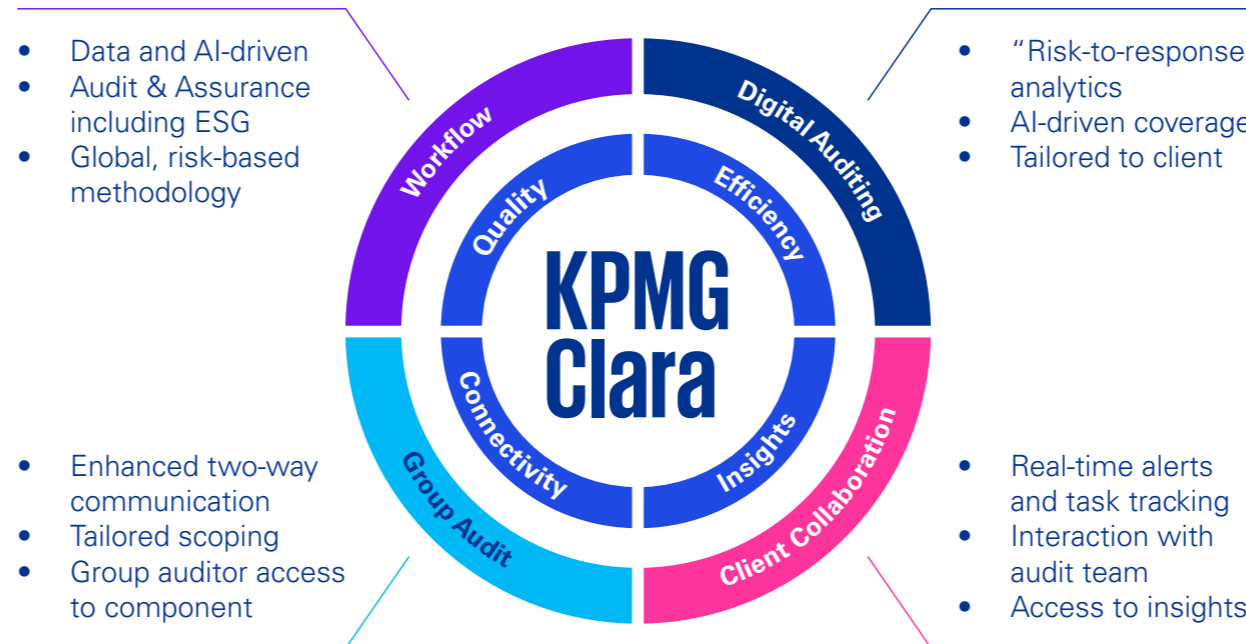 • Data and AI-driven
• Audit & Assurance
including ESG
• Global, risk-based
methodology
Workflow
Digital Auditing
• “Risk-to-response
analytics
• AI-driven coverage
• Tailored to client
Quality
Efficiency
KPMG
Clara
Connectivity
Insights
Group Audit
Client Collaboration
• Enhanced two-way
communication
• Tailored scoping
• Group auditor access
to component
• Real-time alerts
and task tracking
• Interaction with
audit team
• Access to insights